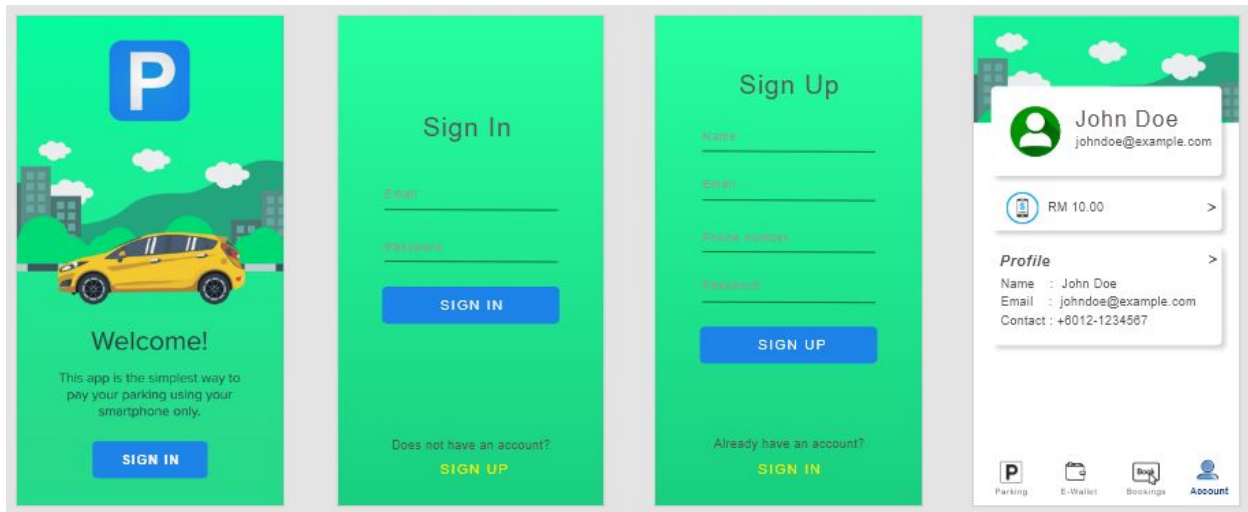 P
Welcome!
This app is the simplest way to
pay your parking using your
smartphone only.
SIGN IN
Sign In
Email
Password
SIGN IN
Does not have an account?
SIGN UP
Sign Up
Name
Email
Phone number
Password
SIGN UP
Already have an account?
SIGN IN
John Doe
johndoe@example.com
$
RM 10.00 >
Profile >
Name : John Doe
Email : johndoe@example.com
Contact : +6012-1234567
P
Book
Parking E-Wallet Bookings Account